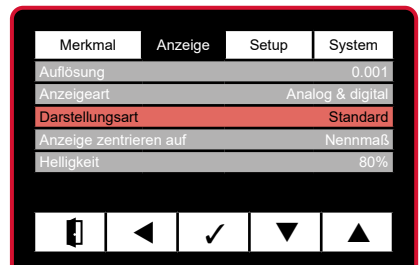 Merkmal Anzeige Setup System
Auflösung 0.001
Anzeigeart Analog & digital
Darstellungsart Standard
Anzeige zentrieren auf Nennmaß
Helligkeit 80%